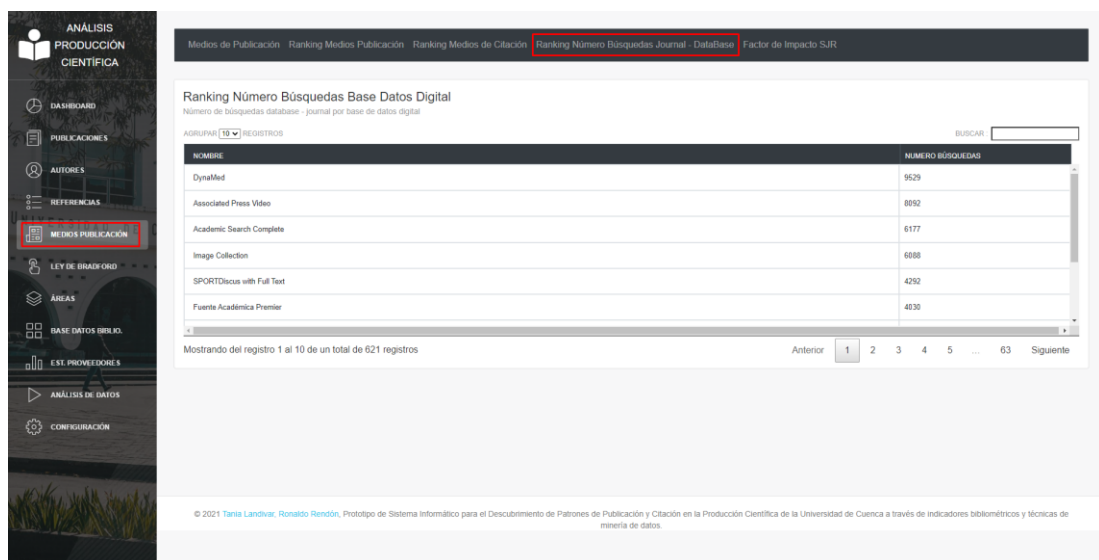 ANÁLISIS
PRODUCCIÓN
CIENTÍFICA
DASHBOARD
PUBLICACIONES
AUTORES
REFERENCIAS
MEDIOS PUBLICACIÓN
LEY DE BRADFORD
ÁREAS
BASE DATOS BIBLIO.
EST. PROVEEDORES
ANÁLISIS DE DATOS
CONFIGURACIÓN
Medios de Publicación Ranking Medios Publicación Ranking Medios de Citación Ranking Número Búsquedas Journal - DataBase Factor de Impacto SJR
Ranking Número Búsquedas Base Datos Digital
Número de búsquedas database - journal por base de datos digital
AGRUPAR 10 REGISTROS BUSCAR :
NOMBRE NUMERO BÚSQUEDAS
DynaMed 9529
Associated Press Video 8092
Academic Search Complete 6177
Image Collection 6088
SPORTDiscus with Full Text 4292
Fuente Académica Premier 4030
Mostrando del registro 1 al 10 de un total de 621 registros Anterior 1 2 3 4 5 ... 63 Siguiente
© 2021 Tania Landivar, Ronaldo Rendón, Prototipo de Sistema Informático para el Descubrimiento de Patrones de Publicación y Citación en la Producción Científica de la Universidad de Cuenca a través de indicadores bibliométricos y técnicas de
minería de datos.